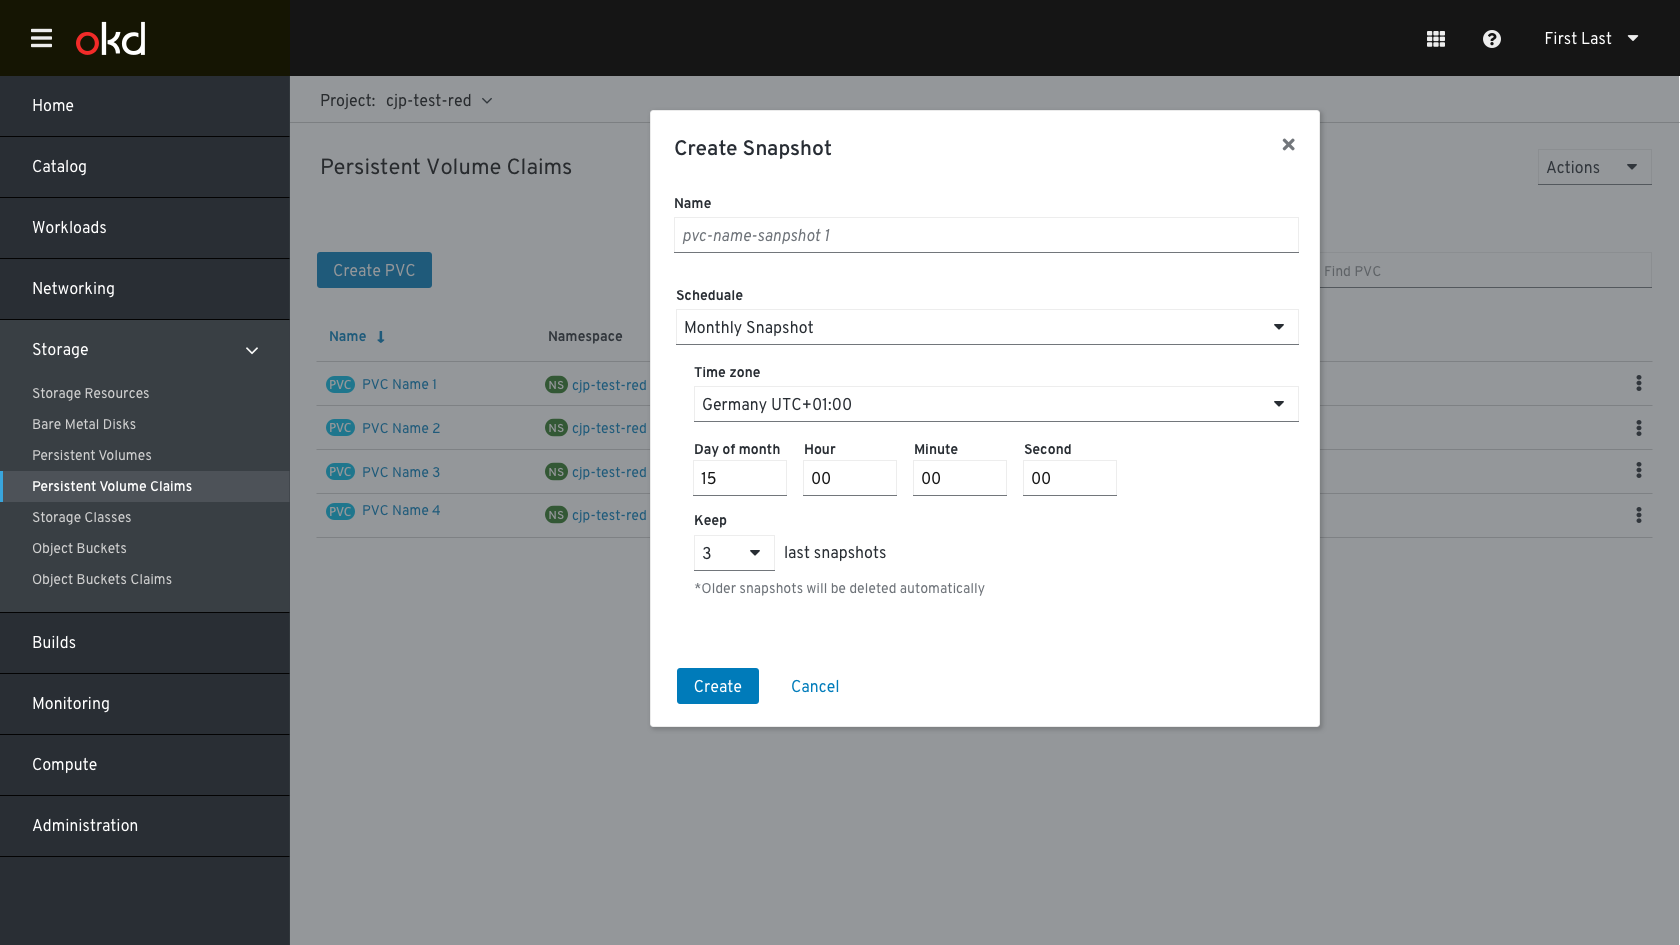 okd
First Last
Home
Catalog
Workloads
Networking
Storage
Storage Resources
Bare Metal Disks
Persistent Volumes
Persistent Volume Claims
Storage Classes
Object Buckets
Object Buckets Claims
Builds
Monitoring
Compute
Administration
Project: cjp-test-red
Persistent Volume Claims
Actions
Create PVC
Find PVC
Name Namespace
PVC PVC Name 1 NS cjp-test-red
PVC PVC Name 2 NS cjp-test-red
PVC PVC Name 3 NS cjp-test-red
PVC PVC Name 4 NS cjp-test-red
Create Snapshot
Name
pvc-name-sanpshot 1
Scheduale
Monthly Snapshot
Time zone
Germany UTC+01:00
Day of month Hour Minute Second
15 00 00 00
Keep
3 last snapshots
*Older snapshots will be deleted automatically
Create Cancel